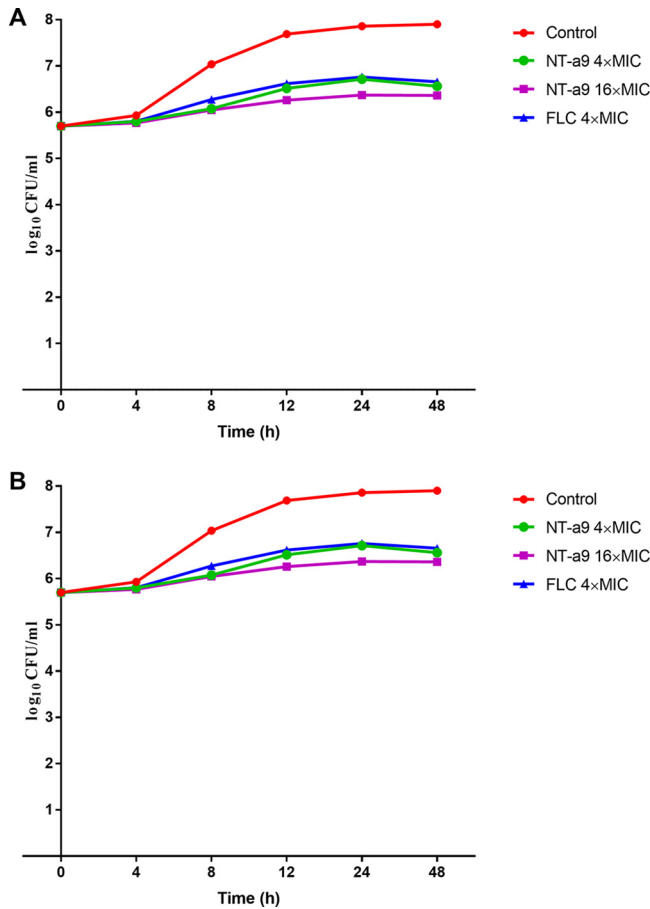 A
8
7
6
5
4
3
2
1
log10 CFU/ml
0 4 8 12 24 48
Time (h)
Control
NT-a9 4×MIC
NT-a9 16×MIC
FLC 4×MIC
B
8
7
6
5
4
3
2
1
log10 CFU/ml
0 4 8 12 24 48
Time (h)
Control
NT-a9 4×MIC
NT-a9 16×MIC
FLC 4×MIC